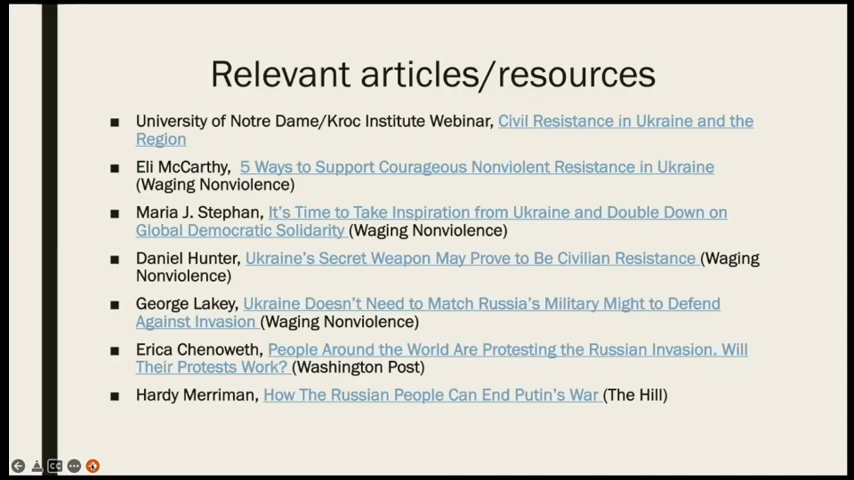 Relevant articles/resources
■ University of Notre Dame/Kroc Institute Webinar, Civil Resistance in Ukraine and the
Region
■ Eli McCarthy, 5 Ways to Support Courageous Nonviolent Resistance in Ukraine
(Waging Nonviolence)
■ Maria J. Stephan, It's Time to Take Inspiration from Ukraine and Double Down on
Global Democratic Solidarity (Waging Nonviolence)
■ Daniel Hunter, Ukraine's Secret Weapon May Prove to Be Civilian Resistance (Waging
Nonviolence)
■ George Lakey, Ukraine Doesn't Need to Match Russia's Military Might to Defend
Against Invasion (Waging Nonviolence)
■ Erica Chenoweth, People Around the World Are Protesting the Russian Invasion. Will
Their Protests Work? (Washington Post)
■ Hardy Merriman, How The Russian People Can End Putin's War (The Hill)
CC